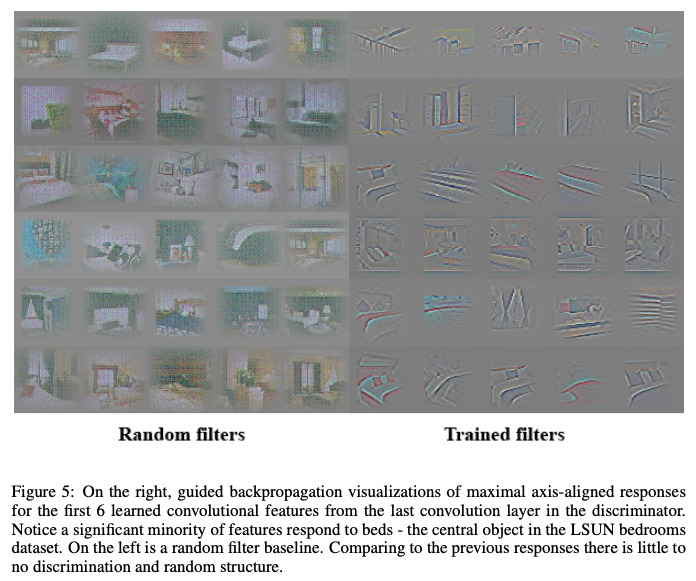 Random filters
Trained filters
Figure 5: On the right, guided backpropagation visualizations of maximal axis-aligned responses
for the first 6 learned convolutional features from the last convolution layer in the discriminator.
Notice a significant minority of features respond to beds - the central object in the LSUN bedrooms
dataset. On the left is a random filter baseline. Comparing to the previous responses there is little to
no discrimination and random structure.